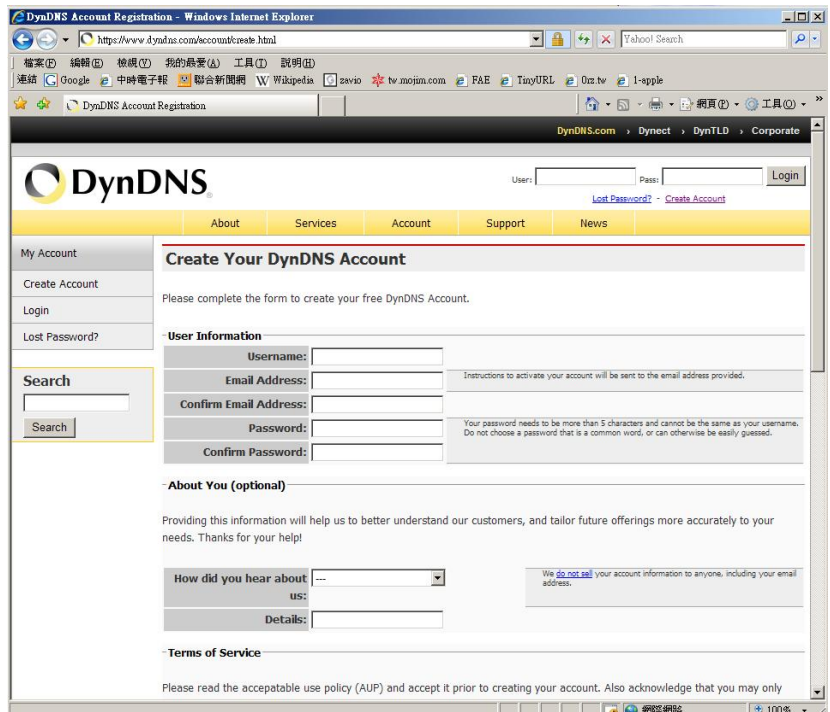 DynDNS Account Registration - Windows Internet Explorer
https://www.dyndns.com/account/create.html
Yahoo! Search
檔案(F) 編輯(E) 檢視(V) 我的最愛(A) 工具(T) 說明(H)
連結 Google 中時電子報 聯合新聞網 Wikipedia zavio tw.mojim.com FAE TinyURL 0rz.tw 1-apple
DynDNS Account Registration
網頁(P) 工具(O) »
DynDNS.com › Dynect › DynTLD › Corporate
DynDNS
User: Pass: Login
Lost Password? - Create Account
About Services Account Support News
My Account
Create Account
Login
Lost Password?
Search
Search
Create Your DynDNS Account
Please complete the form to create your free DynDNS Account.
User Information
Username:
Email Address:
Instructions to activate your account will be sent to the email address provided.
Confirm Email Address:
Password:
Your password needs to be more than 5 characters and cannot be the same as your username.
Do not choose a password that is a common word, or can otherwise be easily guessed.
Confirm Password:
About You (optional)
Providing this information will help us to better understand our customers, and tailor future offerings more accurately to your
needs. Thanks for your help!
How did you hear about
us:
---
We do not sell your account information to anyone, including your email
address.
Details:
Terms of Service
Please read the accepatable use policy (AUP) and accept it prior to creating your account. Also acknowledge that you may only
網際網路 100%